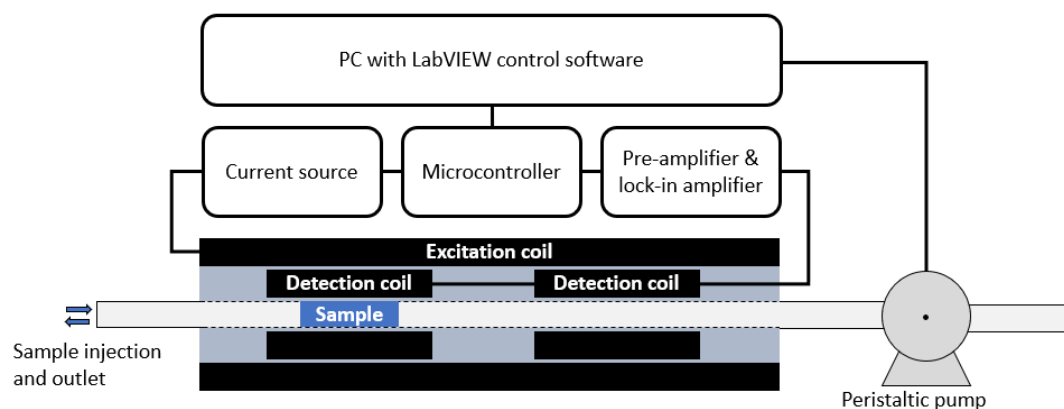 PC with LabVIEW control software
Current source
Microcontroller
Pre-amplifier &
lock-in amplifier
Excitation coil
Detection coil
Detection coil
Sample
Sample injection
and outlet
Peristaltic pump